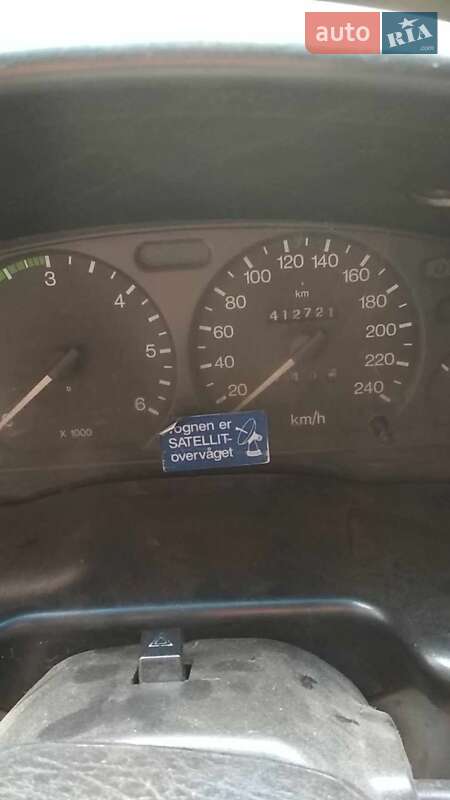 auto RIA.com
3 4 5 6
X 1000
20 40 60 80 100 120 140 160 180 200 220 240
km
412721
km/h
Vognen er
SATELLIT-
overvåget